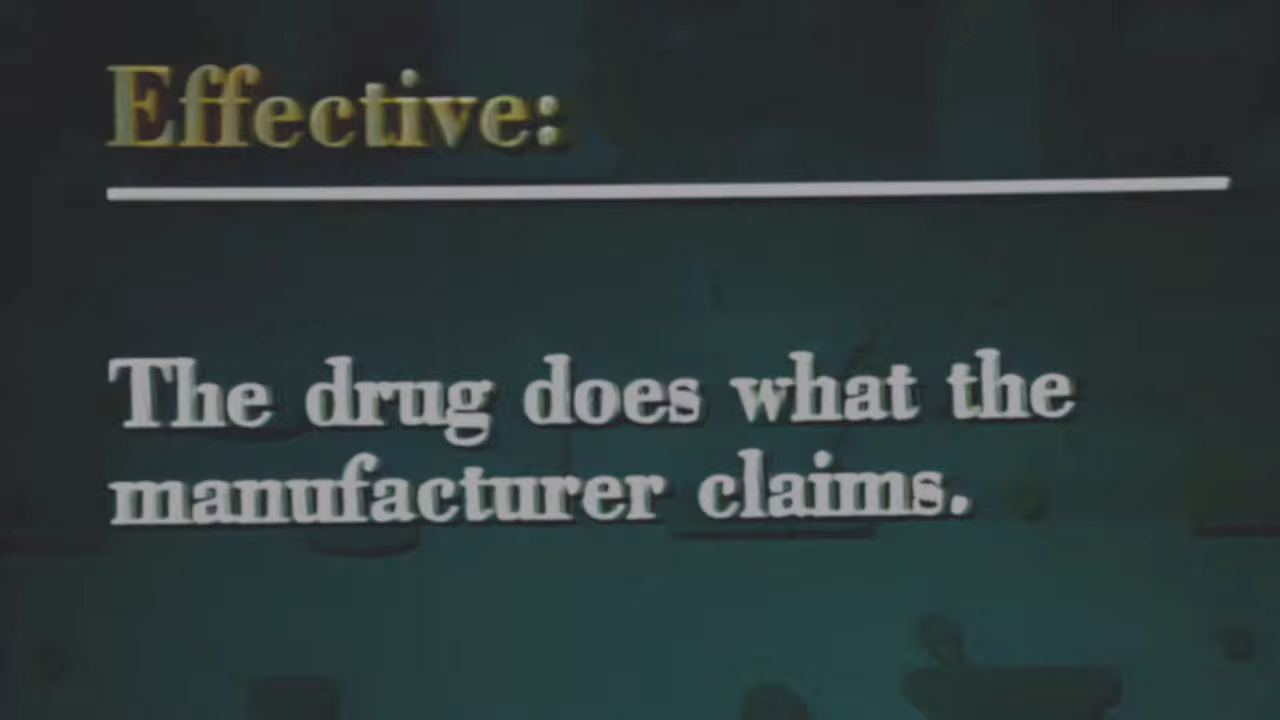 Effective:
The drug does what the
manufacturer claims.